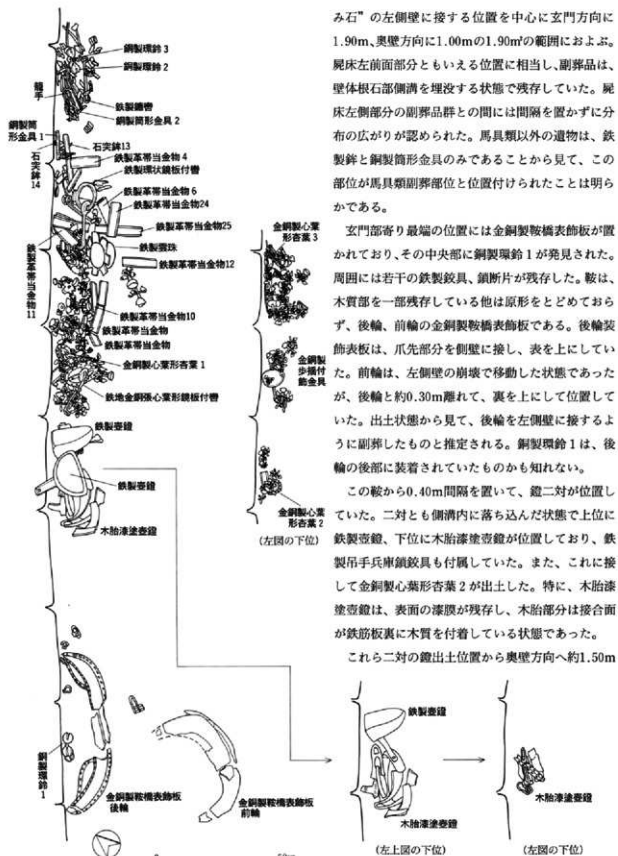 み石”の左側壁に接する位置を中心に玄門方向に
1.90m、奥壁方向に1.00mの1.90㎡の範囲におよぶ。
屍床左前面部分ともいえる位置に相当し、副葬品は、
壁体根石部側溝を埋没する状態で残存していた。屍
床左側部分の副葬品群との間には間隔を置かずに分
布の広がりが認められた。馬具類以外の遺物は、鉄
製鉾と銅製筒形金具のみであることから見て、この
部位が馬具類副葬部位と位置付けられたことは明ら
かである。
玄門部寄り最端の位置には金銅製鞍橋表飾板が置
かれており、その中央部に銅製環鈴1が発見された。
周囲には若干の鉄製鉸具、鎖断片が残存した。鞍は、
木質部を一部残存している他は原形をとどめておら
ず、後輪、前輪の金銅製鞍橋表飾板である。後輪装
飾表板は、爪先部分を側壁に接し、表を上にしてい
た。前輪は、左側壁の崩壊で移動した状態であった
が、後輪と約0.30m離れて、裏を上にして位置して
いた。出土状態から見て、後輪を左側壁に接するよ
うに副葬したものと推定される。銅製環鈴1は、後
輪の後部に装着されていたものかも知れない。
この鞍から0.40m間隔を置いて、鐙二対が位置し
ていた。二対とも側溝内に落ち込んだ状態で上位に
鉄製壺鐙、下位に木胎漆塗壺鐙が位置しており、鉄
製吊手兵庫鎖鉸具も付属していた。また、これに接
して金銅製心葉形杏葉2が出土した。特に、木胎漆
塗壺鐙は、表面の漆膜が残存し、木胎部分は接合面
が鉄筋板裏に木質を付着している状態であった。
これら二対の鐙出土位置から奥壁方向へ約1.50m
銅製環鈴3
銅製環鈴2
籠手
鉄製鑣轡
銅製筒形金具2
銅製筒
形金具1
石突鉾13
石突鉾
14
鉄製革帯当金物4
鉄製環状鏡板付轡
鉄製革帯当金物6
鉄製革帯当金物24
鉄製革帯当金物25
鉄製雲珠
鉄製革帯当金物12
鉄製革帯当金物
11
鉄製革帯当金物10
鉄製革帯当金物
鉄製革帯当金物
金銅製心葉形杏葉1
鉄地金銅張心葉形鏡板付轡
鉄製壺鐙
鉄製壺鐙
木胎漆塗壺鐙
金銅製心葉
形杏葉3
金銅製
歩揺付
飾金具
金銅製心葉
形杏葉2
(左図の下位)
銅製環鈴
1
金銅製鞍橋表飾板
後輪
金銅製鞍橋表飾板
前輪
鉄製壺鐙
木胎漆塗壺鐙
(左上図の下位)
木胎漆塗壺鐙
(左図の下位)